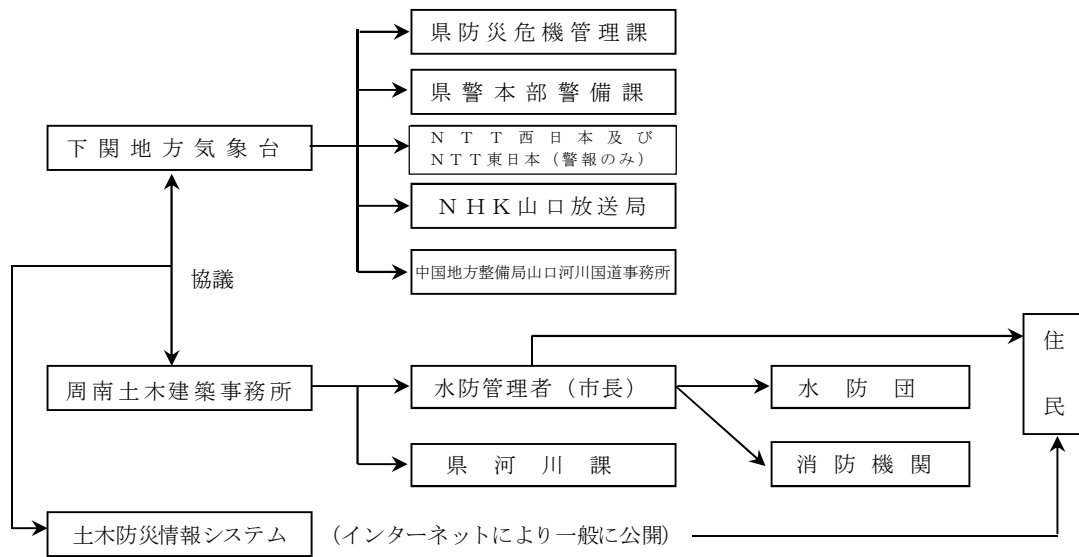 県防災危機管理課
県警本部警備課
下関地方気象台
NTT西日本及び
NTT東日本（警報のみ）
NHK山口放送局
中国地方整備局山口河川国道事務所
協議
住民
周南土木建築事務所
水防管理者（市長）
水防団
県河川課
消防機関
土木防災情報システム
（インターネットにより一般に公開）